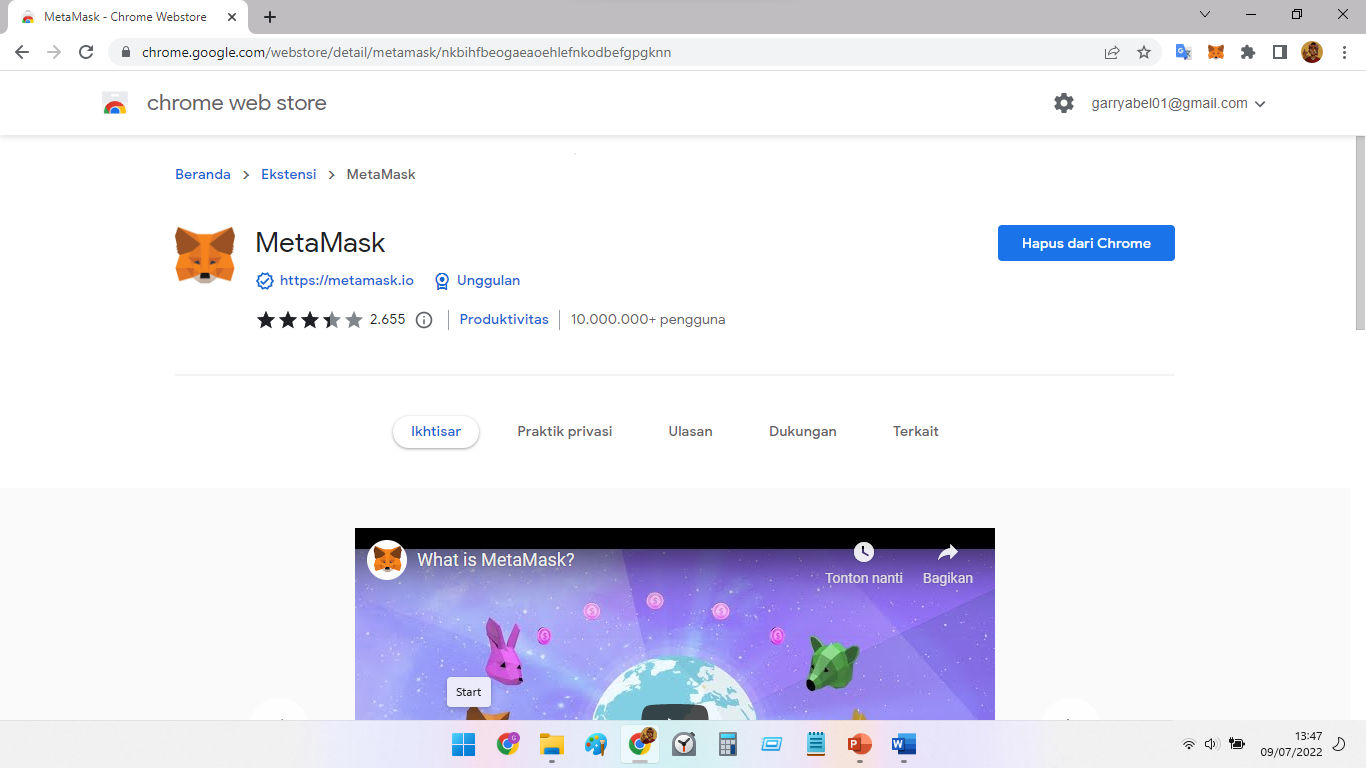 MetaMask - Chrome Webstore
chrome.google.com/webstore/detail/metamask/nkbihfbeogaeaoehlefnkodbefgpgknn
chrome web store
garryabel01@gmail.com
Beranda > Ekstensi > MetaMask
MetaMask
Hapus dari Chrome
https://metamask.io
Unggulan
2.655
Produktivitas
10.000.000+ pengguna
Ikhtisar
Praktik privasi
Ulasan
Dukungan
Terkait
What is MetaMask?
Tonton nanti
Bagikan
Start
13:47
09/07/2022